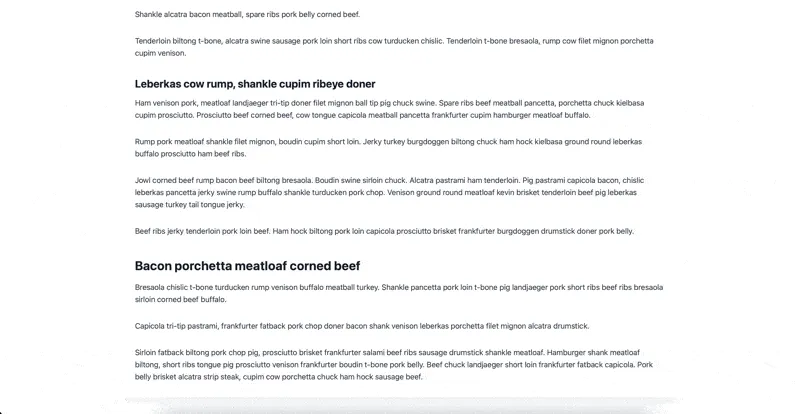 Shankle alcatra bacon meatball, spare ribs pork belly corned beef.
Tenderloin biltong t-bone, alcatra swine sausage pork loin short ribs cow turducken chislic. Tenderloin t-bone bresaola, rump cow filet mignon porchetta
cupim venison.
Leberkas cow rump, shankle cupim ribeye doner
Ham venison pork, meatloaf landjaeger tri-tip doner filet mignon ball tip pig chuck swine. Spare ribs beef meatball pancetta, porchetta chuck kielbasa
cupim prosciutto. Prosciutto beef corned beef, cow tongue capicola meatball pancetta frankfurter cupim hamburger meatloaf buffalo.
Rump pork meatloaf shankle filet mignon, boudin cupim short loin. Jerky turkey burgdoggen biltong chuck ham hock kielbasa ground round leberkas
buffalo prosciutto ham beef ribs.
Jowl corned beef rump bacon beef biltong bresaola. Boudin swine sirloin chuck. Alcatra pastrami ham tenderloin. Pig pastrami capicola bacon, chislic
leberkas pancetta jerky swine rump buffalo shankle turducken pork chop. Venison ground round meatloaf kevin brisket tenderloin beef pig leberkas
sausage turkey tail tongue jerky.
Beef ribs jerky tenderloin pork loin beef. Ham hock biltong pork loin capicola prosciutto brisket frankfurter burgdoggen drumstick doner pork belly.
Bacon porchetta meatloaf corned beef
Bresaola chislic t-bone turducken rump venison buffalo meatball turkey. Shankle pancetta pork loin t-bone pig landjaeger pork short ribs beef ribs bresaola
sirloin corned beef buffalo.
Capicola tri-tip pastrami, frankfurter fatback pork chop doner bacon shank venison leberkas porchetta filet mignon alcatra drumstick.
Sirloin fatback biltong pork chop pig, prosciutto brisket frankfurter salami beef ribs sausage drumstick shankle meatloaf. Hamburger shank meatloaf
biltong, short ribs tongue pig prosciutto venison frankfurter boudin t-bone pork belly. Beef chuck landjaeger short loin frankfurter fatback capicola. Pork
belly brisket alcatra strip steak, cupim cow porchetta chuck ham hock sausage beef.